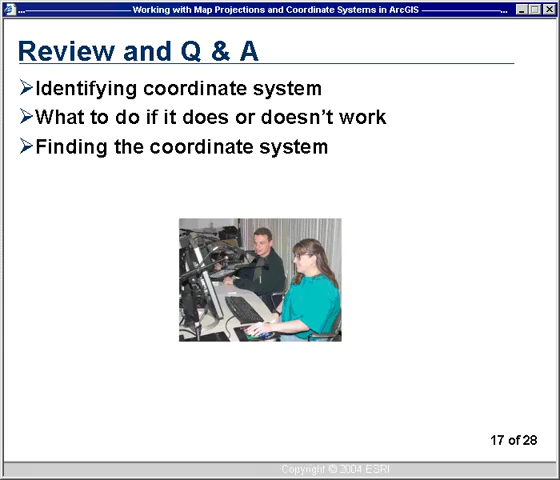 ... Working with Map Projections and Coordinate Systems in ArcGIS ...
Review and Q & A
Identifying coordinate system
What to do if it does or doesn't work
Finding the coordinate system
17 of 28
Copyright © 2004 ESRI